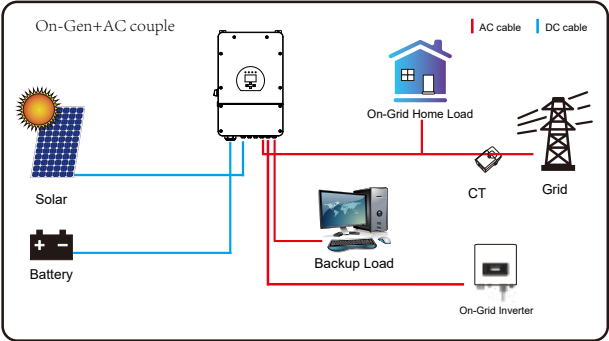 On-Gen+AC couple
AC cable
DC cable
On-Grid Home Load
Solar
CT
Grid
Battery
Backup Load
On-Grid Inverter